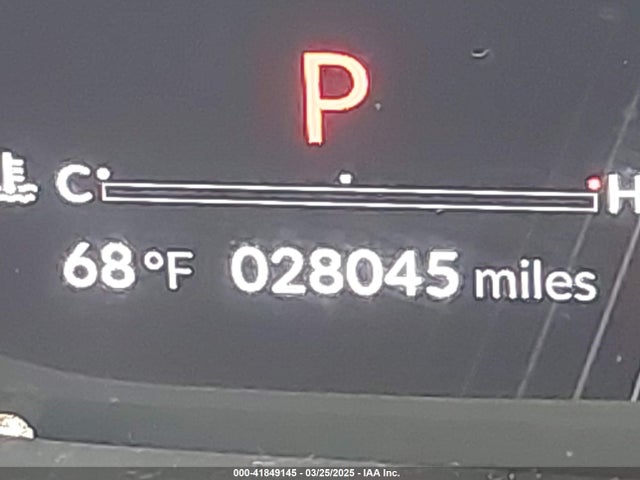 P
C H
68 °F 028045 miles
000-41849145 - 03/25/2025 - IAA Inc.